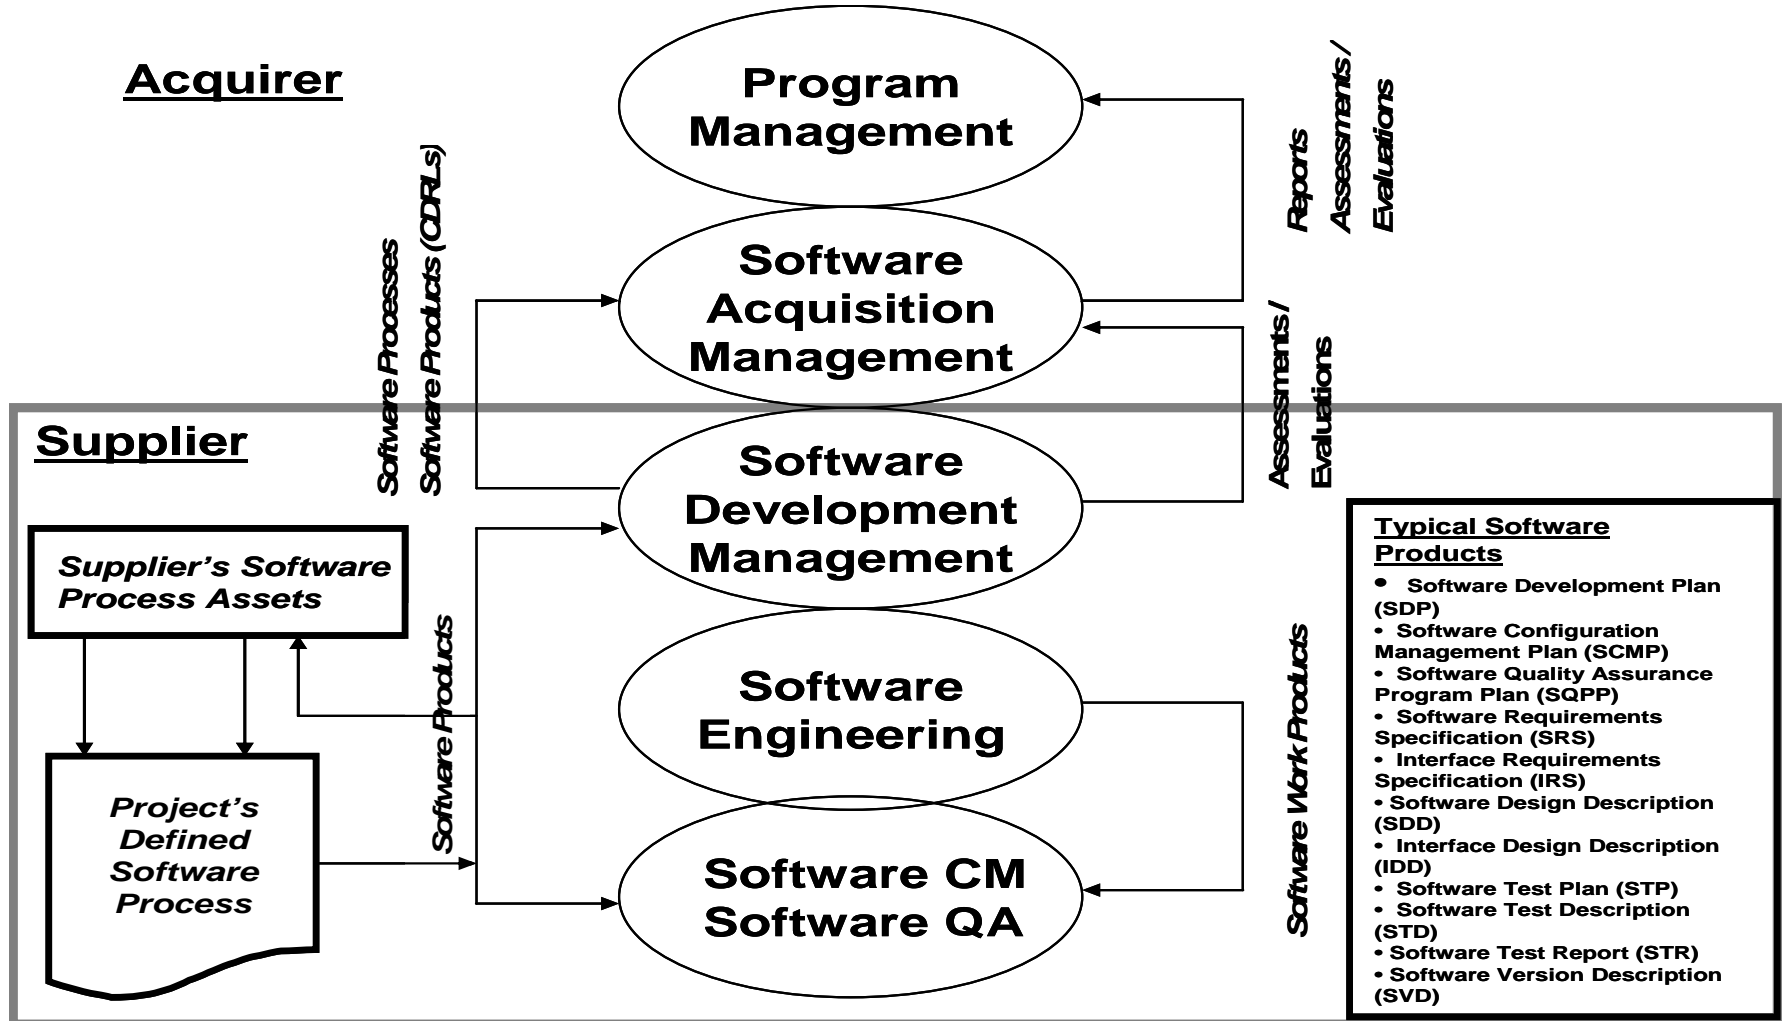 Acquirer
Program
Management
Reports
Assessments /
Evaluations
Software Processes
Software Products (CDRLs)
Software
Acquisition
Management
Assessments /
Evaluations
Supplier
Software
Development
Management
Supplier’s Software
Process Assets
Software Products
Software
Engineering
Software Work Products
Project’s
Defined
Software
Process
Software CM
Software QA
Typical Software
Products
• Software Development Plan
(SDP)
• Software Configuration
Management Plan (SCMP)
• Software Quality Assurance
Program Plan (SQPP)
• Software Requirements
Specification (SRS)
• Interface Requirements
Specification (IRS)
• Software Design Description
(SDD)
• Interface Design Description
(IDD)
• Software Test Plan (STP)
• Software Test Description
(STD)
• Software Test Report (STR)
• Software Version Description
(SVD)